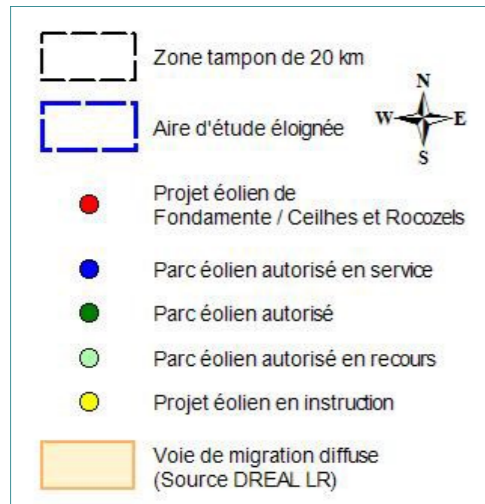 Zone tampon de 20 km
N
Aire d'étude éloignée
W E
S
Projet éolien de
Fondamente / Ceilhes et Rocozels
Parc éolien autorisé en service
Parc éolien autorisé
Parc éolien autorisé en recours
Projet éolien en instruction
Voie de migration diffuse
(Source DREAL LR)